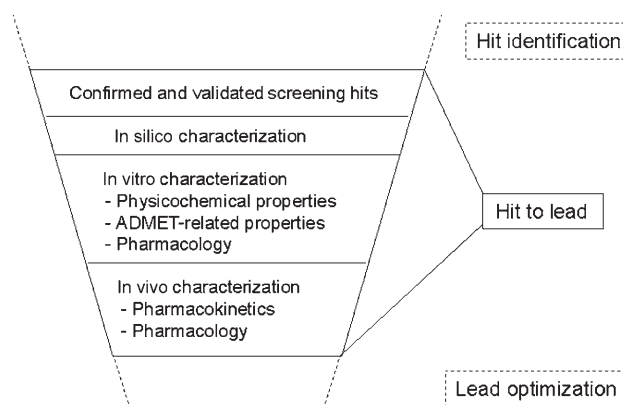 Hit identification
Confirmed and validated screening hits
In silico characterization
In vitro characterization
- Physicochemical properties
- ADMET-related properties
- Pharmacology
Hit to lead
In vivo characterization
- Pharmacokinetics
- Pharmacology
Lead optimization